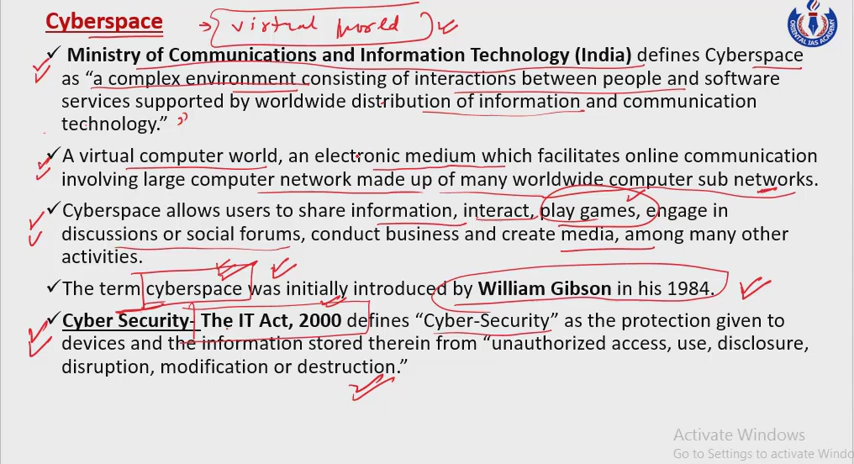 Cyberspace → virtual world
✓ Ministry of Communications and Information Technology (India) defines Cyberspace
as “a complex environment consisting of interactions between people and software
services supported by worldwide distribution of information and communication
technology.”
✓ A virtual computer world, an electronic medium which facilitates online communication
involving large computer network made up of many worldwide computer sub networks.
✓ Cyberspace allows users to share information, interact, play games, engage in
discussions or social forums, conduct business and create media, among many other
activities.
✓ The term cyberspace was initially introduced by William Gibson in his 1984.
✓ Cyber Security- The IT Act, 2000 defines “Cyber-Security” as the protection given to
devices and the information stored therein from “unauthorized access, use, disclosure,
disruption, modification or destruction.”
ORIENTAL IAS ACADEMY
Activate Windows
Go to Settings to activate Windo